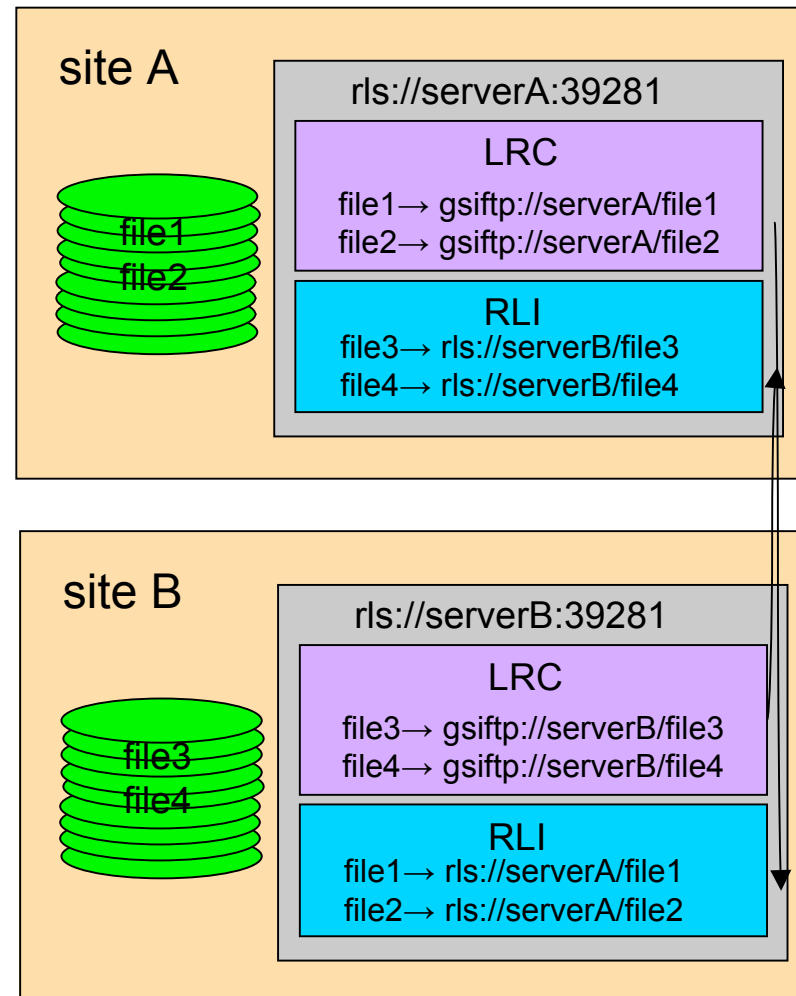 site A
rls://serverA:39281
LRC
file1→ gsiftp://serverA/file1
file2→ gsiftp://serverA/file2
file1
file2
RLI
file3→ rls://serverB/file3
file4→ rls://serverB/file4
site B
rls://serverB:39281
LRC
file3→ gsiftp://serverB/file3
file4→ gsiftp://serverB/file4
file3
file4
RLI
file1→ rls://serverA/file1
file2→ rls://serverA/file2